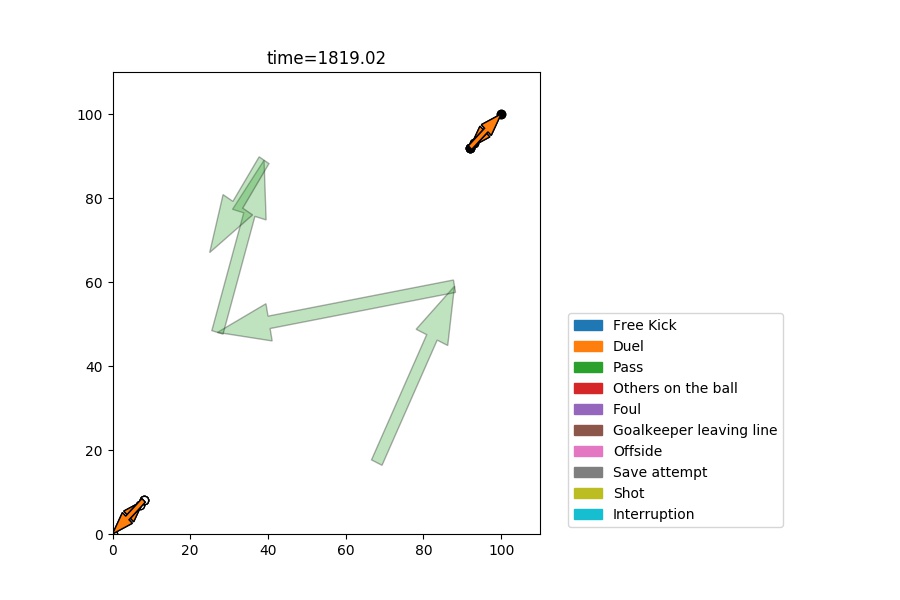 time=1819.02
100
80
60
40
20
0
0 20 40 60 80 100
Free Kick
Duel
Pass
Others on the ball
Foul
Goalkeeper leaving line
Offside
Save attempt
Shot
Interruption